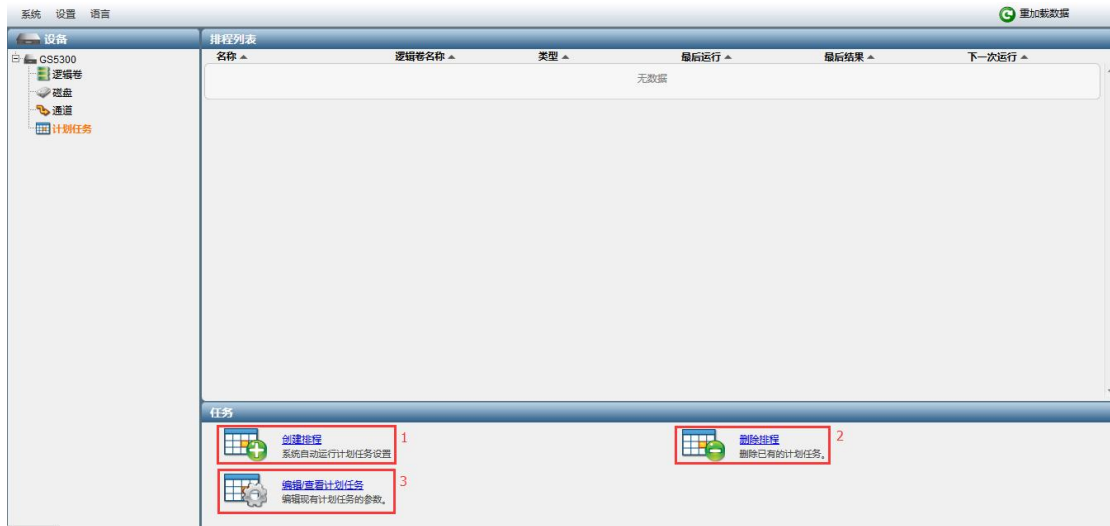 系统 设置 语言 重加载数据
设备
GS5300
逻辑卷
磁盘
通道
计划任务
排程列表
名称 逻辑卷名称 类型 最后运行 最后结果 下一次运行
无数据
任务
创建排程 1
系统自动运行计划任务设置
删除排程 2
删除已有的计划任务。
编辑/查看计划任务 3
编辑现有计划任务的参数。